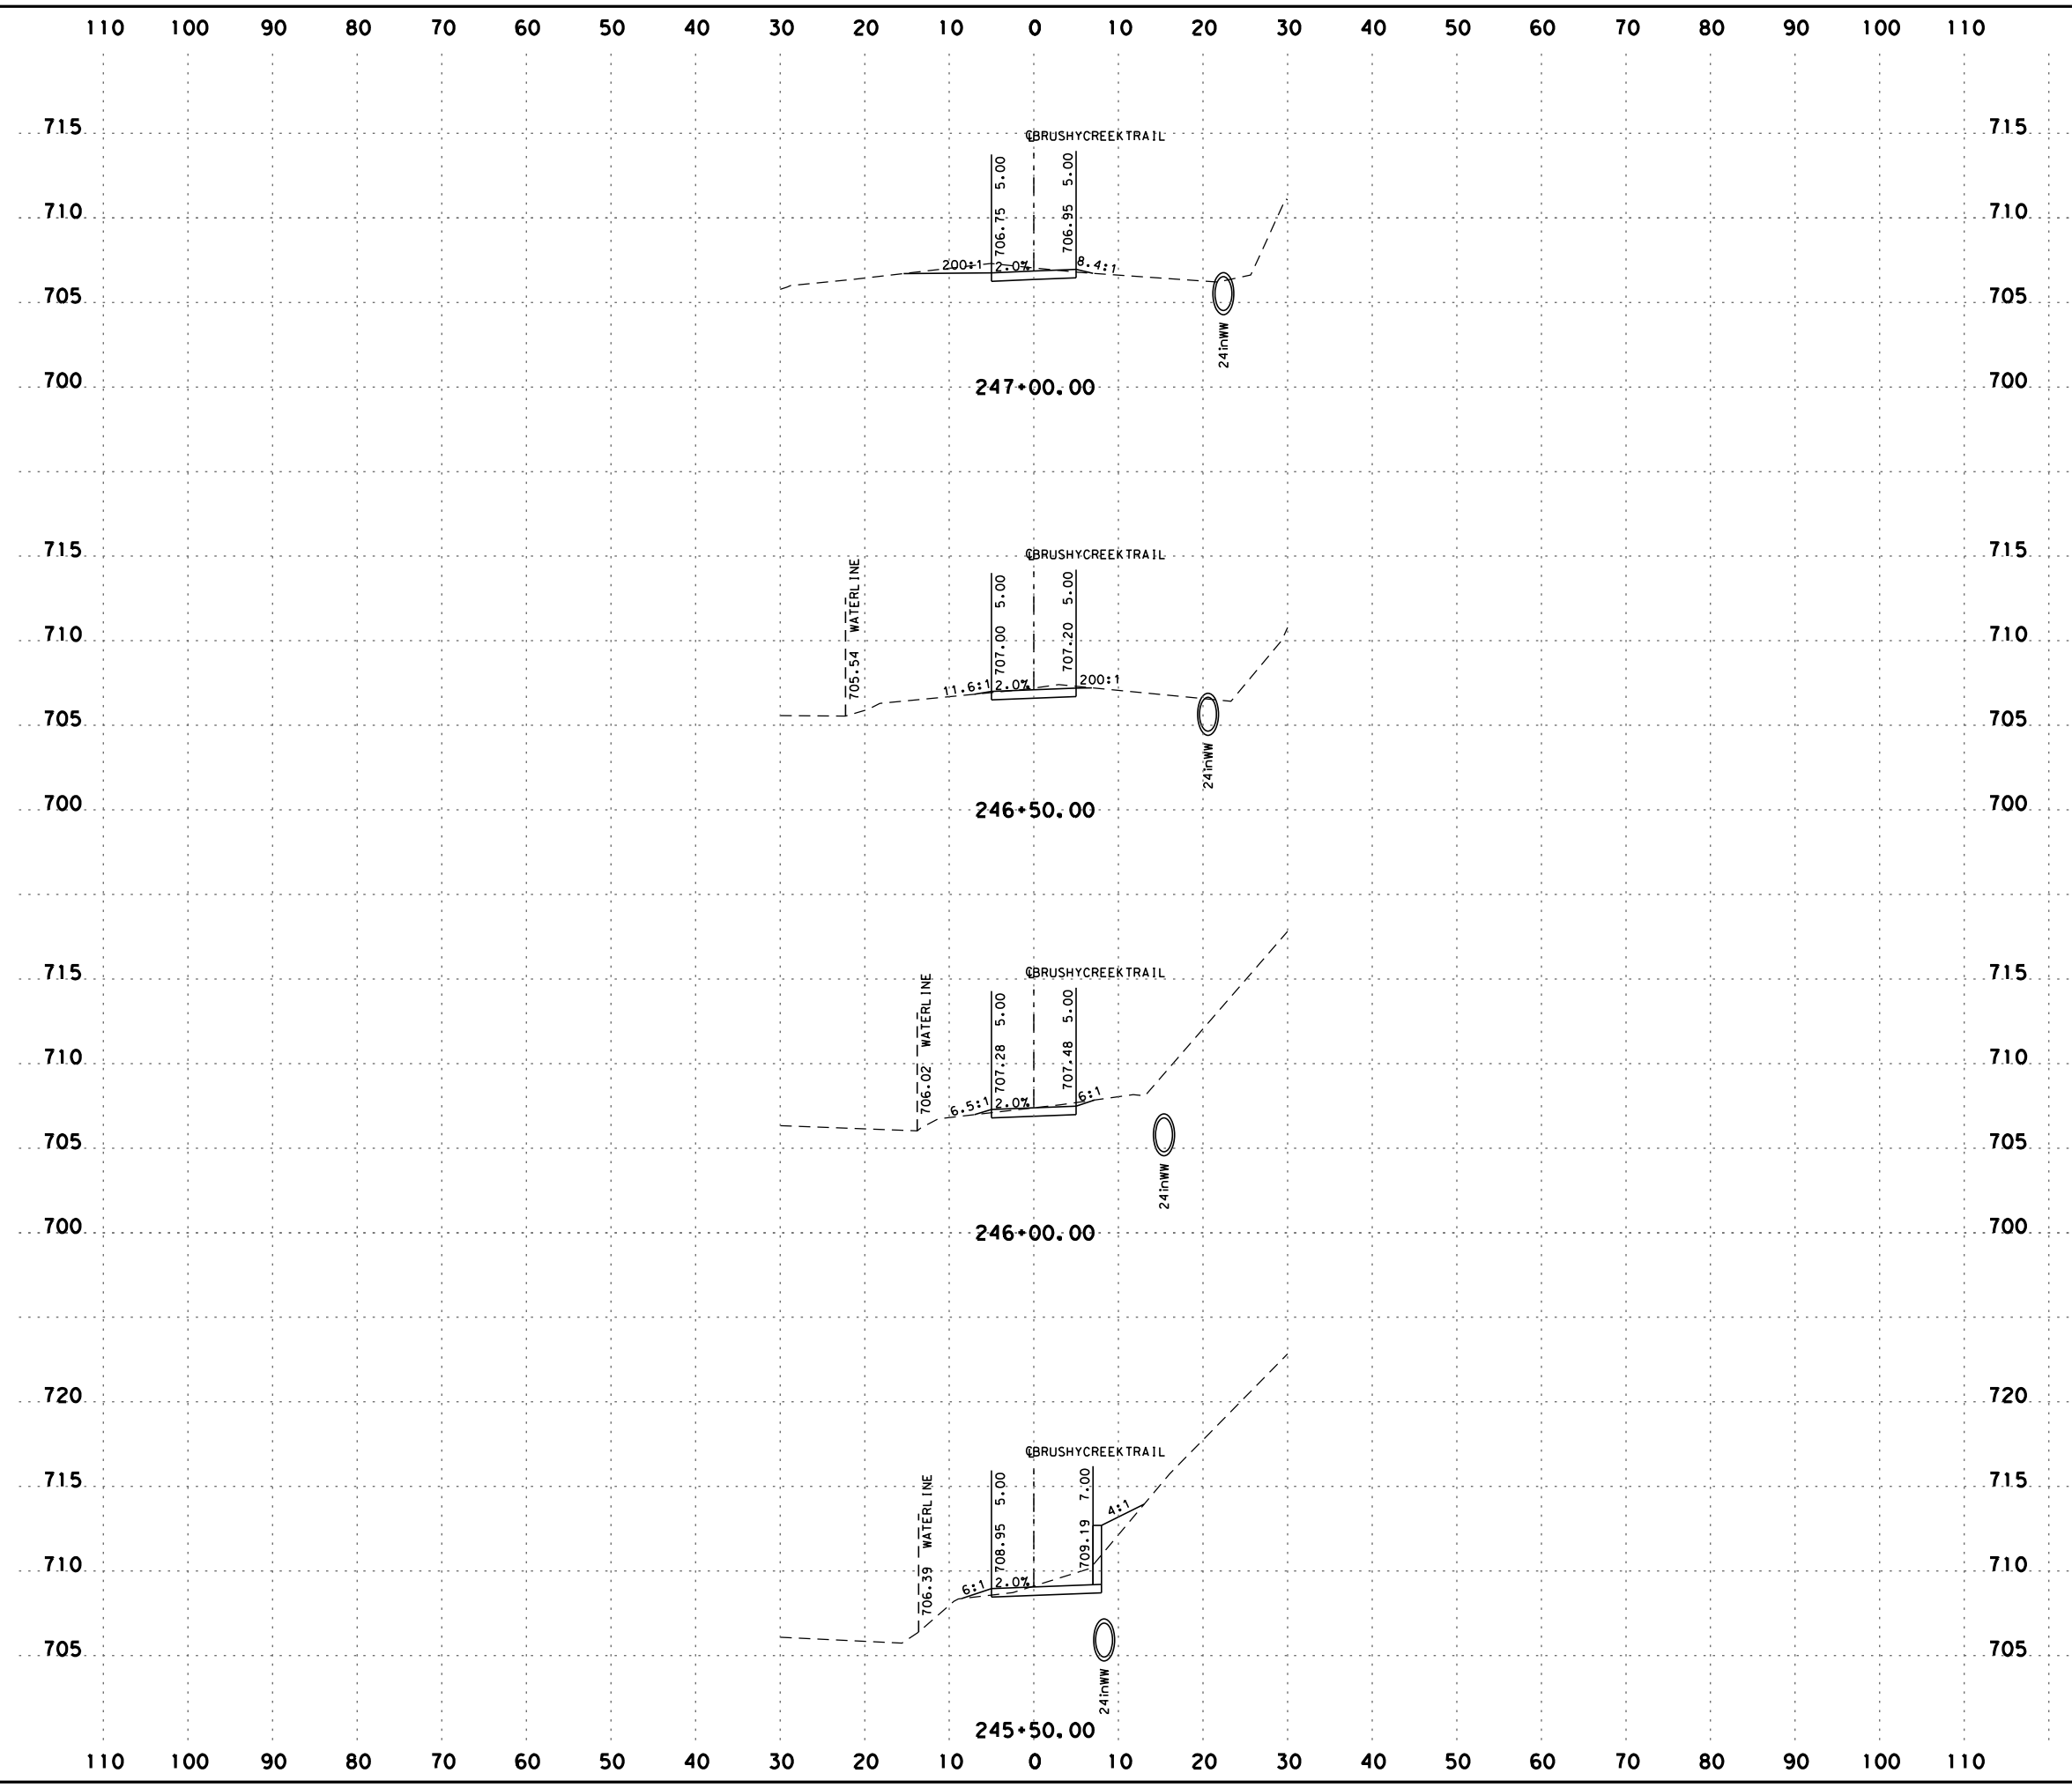 110 100 90 80 70 60 50 40 30 20 10 0 10 20 30 40 50 60 70 80 90 100 110
715 715
℄BRUSHYCREEKTRAIL
5.00 5.00
710 710
706.75 706.95
200:1 2.0% 8.4:1
705 705
24inWW
700 247+00.00 700
715 715
℄BRUSHYCREEKTRAIL
705.54 WATERLINE
5.00 5.00
710 710
707.00 707.20
11.6:1 2.0% 200:1
705 705
24inWW
700 246+50.00 700
715 715
℄BRUSHYCREEKTRAIL
706.02 WATERLINE
5.00 5.00
710 710
707.28 707.48
6.5:1 2.0% 6:1
705 705
24inWW
700 246+00.00 700
720 720
℄BRUSHYCREEKTRAIL
715 715
706.39 WATERLINE
5.00 7.00
4:1
708.95 709.19
710 710
6:1 2.0%
705 705
24inWW
245+50.00
110 100 90 80 70 60 50 40 30 20 10 0 10 20 30 40 50 60 70 80 90 100 110